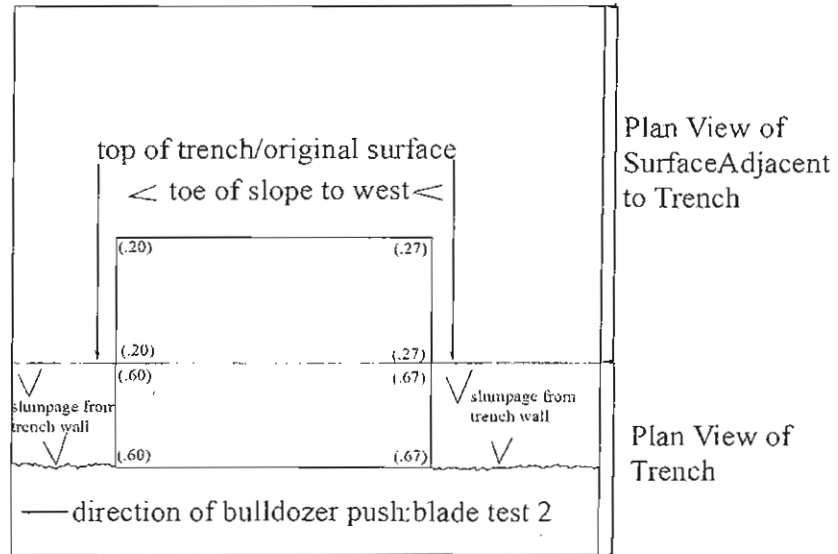 Plan View of
SurfaceAdjacent
to Trench
top of trench/original surface
< toe of slope to west<
(.20) (.27)
(.20) (.27)
(.60) (.67)
slumpage from
trench wall
slumpage from
trench wall
(.60) (.67)
Plan View of
Trench
direction of bulldozer push:blade test 2